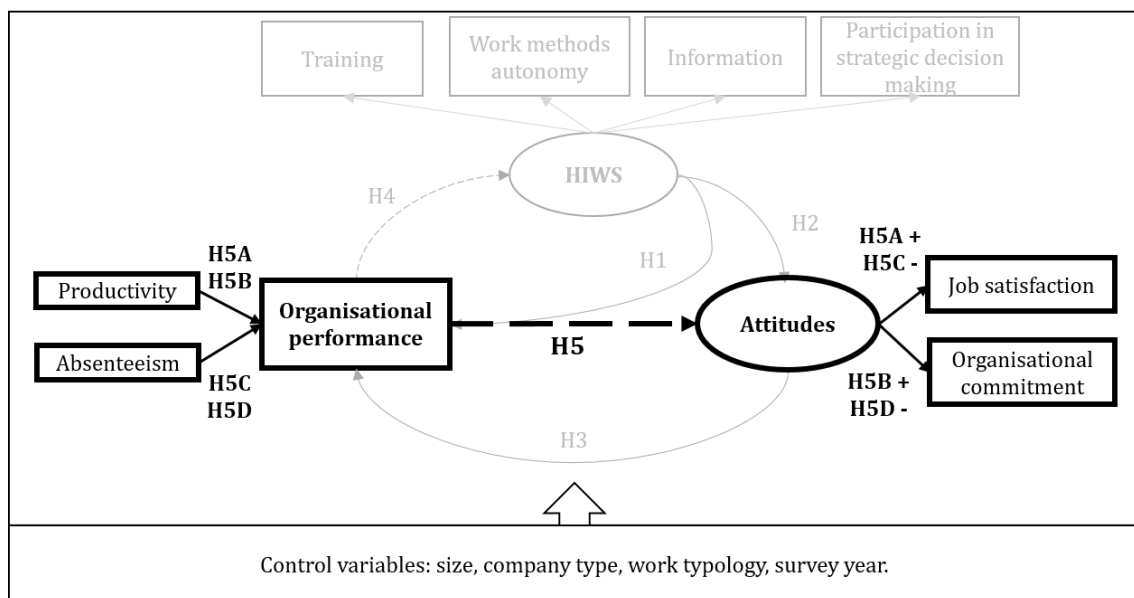 Training
Work methods
autonomy
Information
Participation in
strategic decision
making
HIWS
H4
H2
H1
H5A
H5B
Productivity
Absenteeism
H5C
H5D
Organisational
performance
H5
Attitudes
H5A +
H5C -
Job satisfaction
H5B +
H5D -
Organisational
commitment
H3
Control variables: size, company type, work typology, survey year.